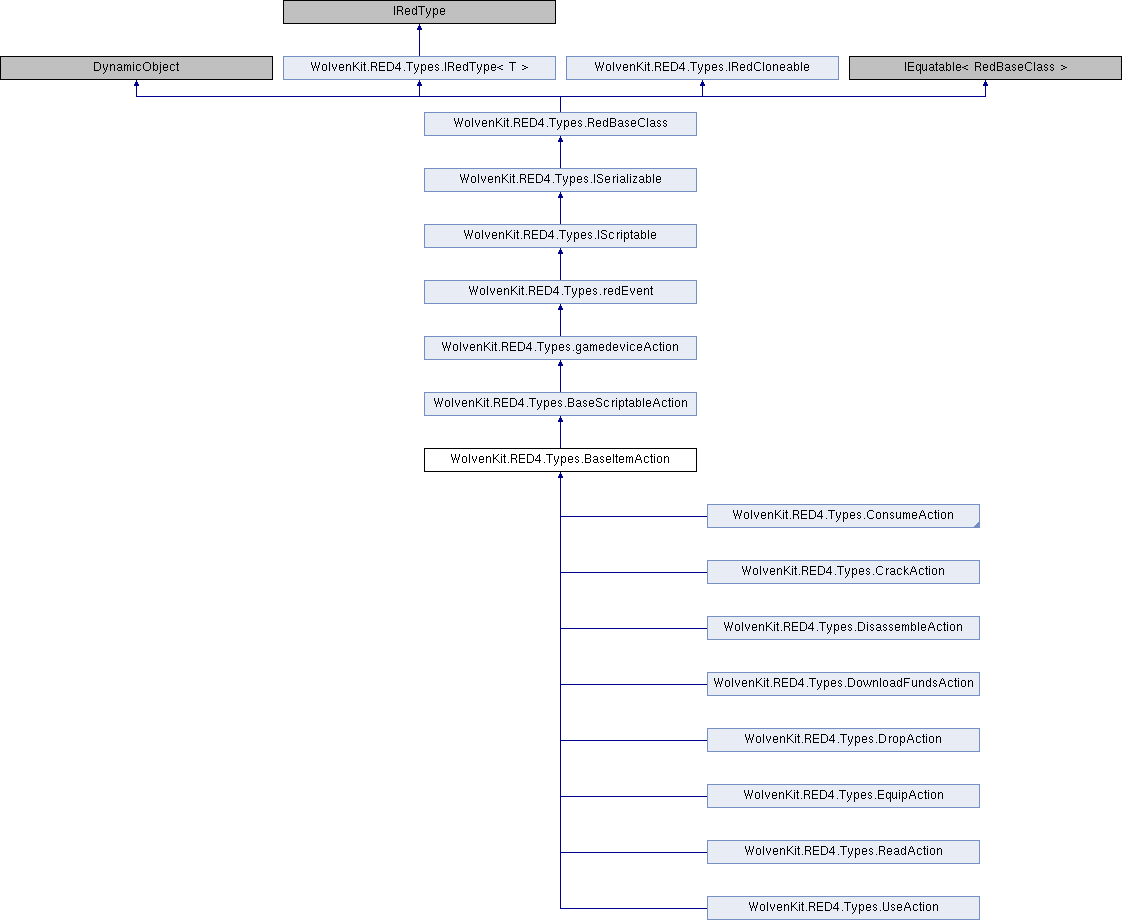 IRedType
DynamicObject
WolvenKit.RED4.Types.IRedType< T >
WolvenKit.RED4.Types.IRedCloneable
IEquatable< RedBaseClass >
WolvenKit.RED4.Types.RedBaseClass
WolvenKit.RED4.Types.ISerializable
WolvenKit.RED4.Types.IScriptable
WolvenKit.RED4.Types.redEvent
WolvenKit.RED4.Types.gamedeviceAction
WolvenKit.RED4.Types.BaseScriptableAction
WolvenKit.RED4.Types.BaseItemAction
WolvenKit.RED4.Types.ConsumeAction
WolvenKit.RED4.Types.CrackAction
WolvenKit.RED4.Types.DisassembleAction
WolvenKit.RED4.Types.DownloadFundsAction
WolvenKit.RED4.Types.DropAction
WolvenKit.RED4.Types.EquipAction
WolvenKit.RED4.Types.ReadAction
WolvenKit.RED4.Types.UseAction